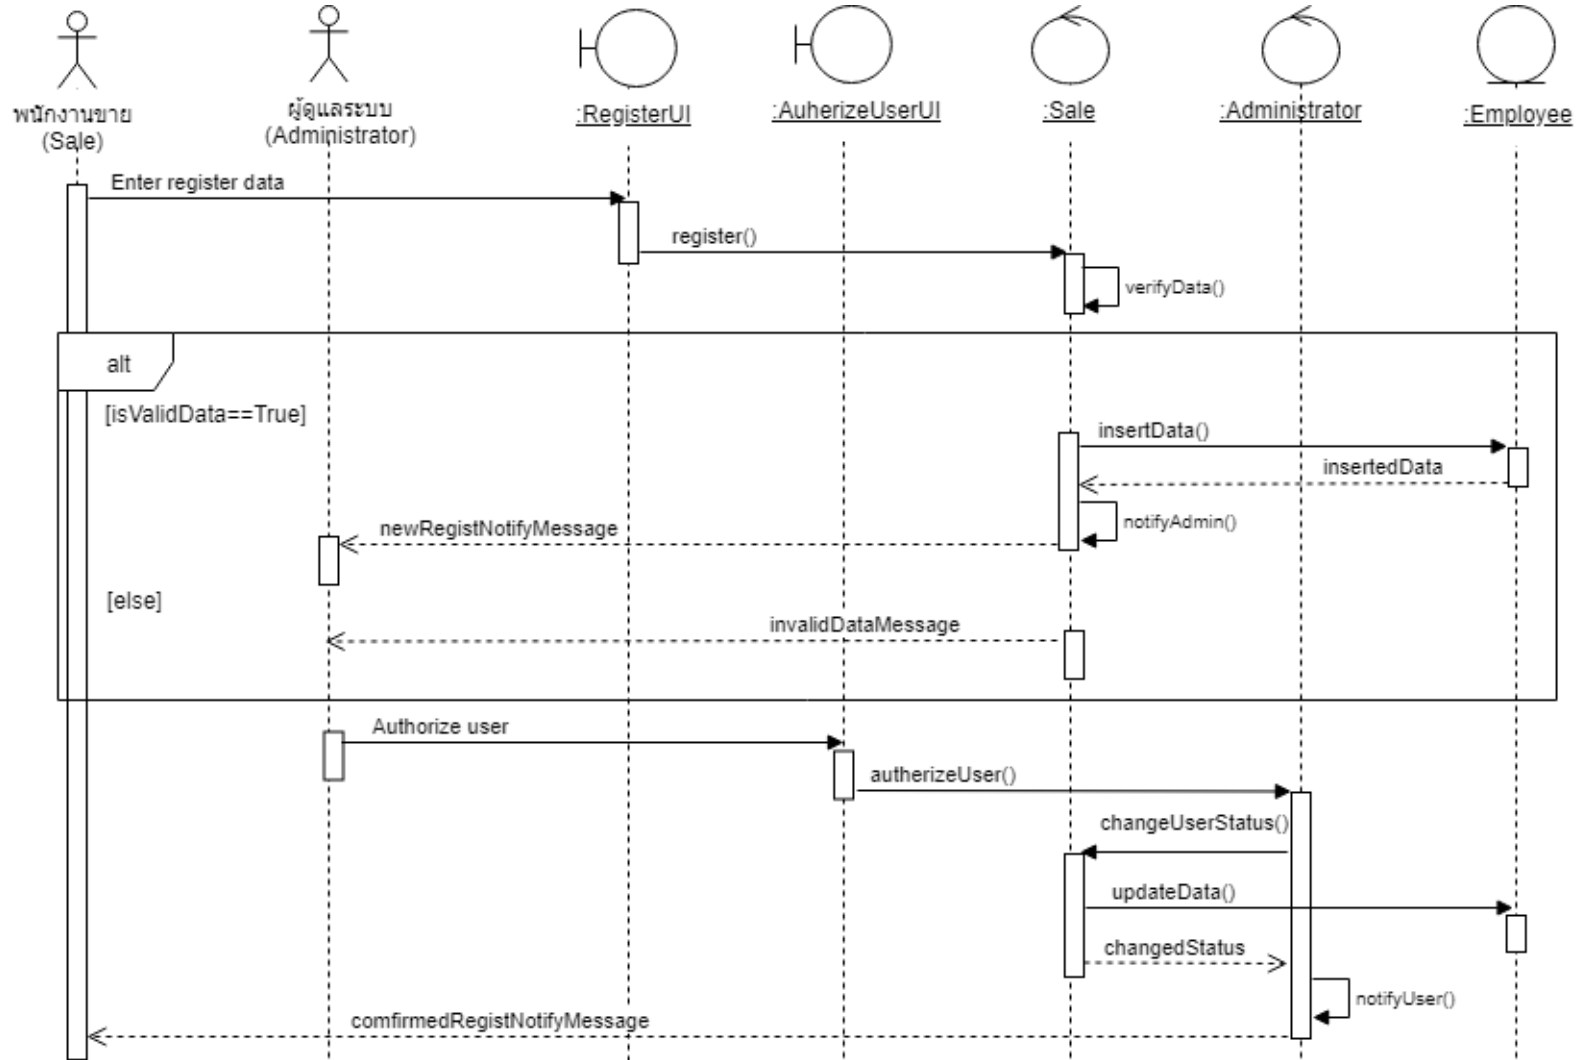 พนักงานขาย
(Sale)
ผู้ดูแลระบบ
(Administrator)
:RegisterUI
:AuherizeUserUI
:Sale
:Administrator
:Employee
Enter register data
register()
verifyData()
alt
[isValidData==True]
insertData()
insertedData
notifyAdmin()
newRegistNotifyMessage
[else]
invalidDataMessage
Authorize user
autherizeUser()
changeUserStatus()
updateData()
changedStatus
notifyUser()
comfirmedRegistNotifyMessage